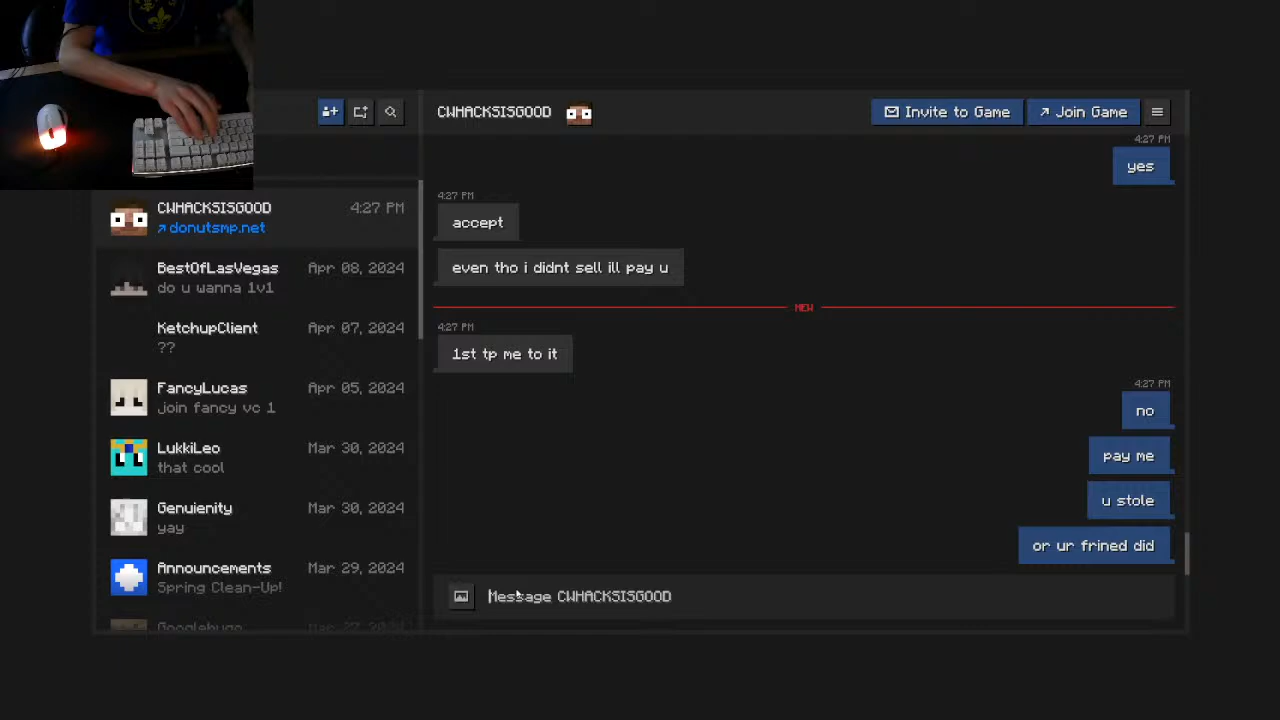 CWHACKSISGOOD
4:27 PM
donutsmp.net
BestOfLasVegas
Apr 08, 2024
do u wanna 1v1
KetchupClient
Apr 07, 2024
??
FancyLucas
Apr 05, 2024
join fancy vc 1
LukkiLeo
Mar 30, 2024
that cool
Genuienity
Mar 30, 2024
yay
Announcements
Mar 29, 2024
Spring Clean-Up!
CWHACKSISGOOD
Invite to Game
Join Game
4:27 PM
yes
4:27 PM
accept
even tho i didnt sell ill pay u
NEW
4:27 PM
1st tp me to it
4:27 PM
no
pay me
u stole
or ur frined did
Message CWHACKSISGOOD